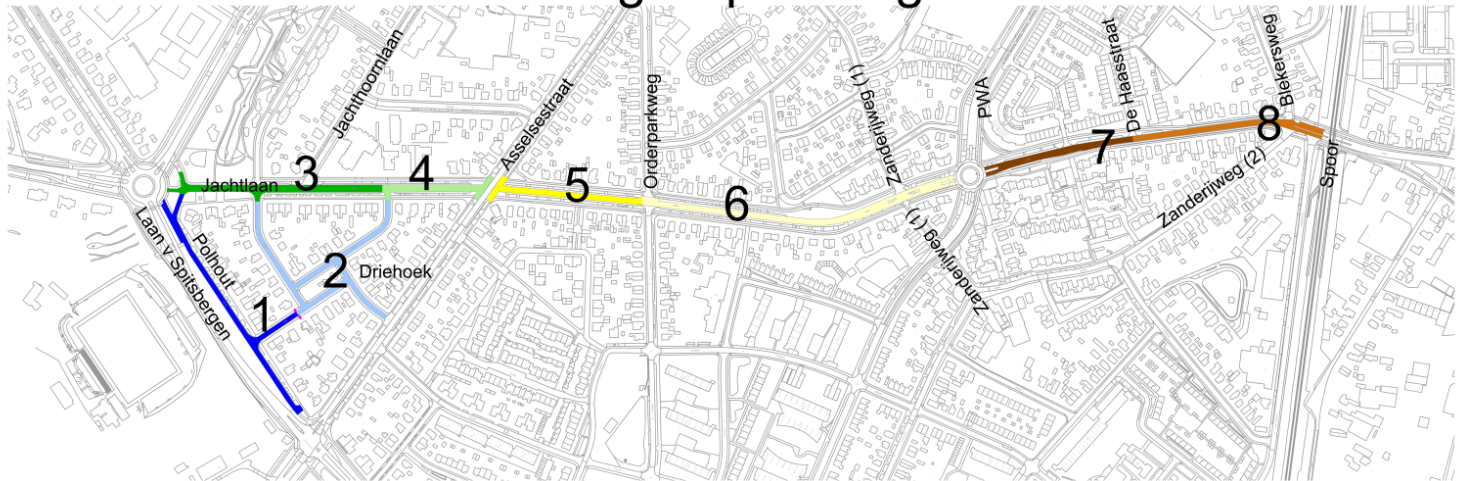 Jachthoornlaan
Asselsestraat
Orderparkweg
Zanderijweg (1)
PWA
De Haasstraat
Blekersweg
Jachtlaan
3
4
5
6
7
8
Spoor
Zanderijweg (2)
Zanderijweg (1)
Polhout
Laan v Spitsbergen
1
2
Driehoek